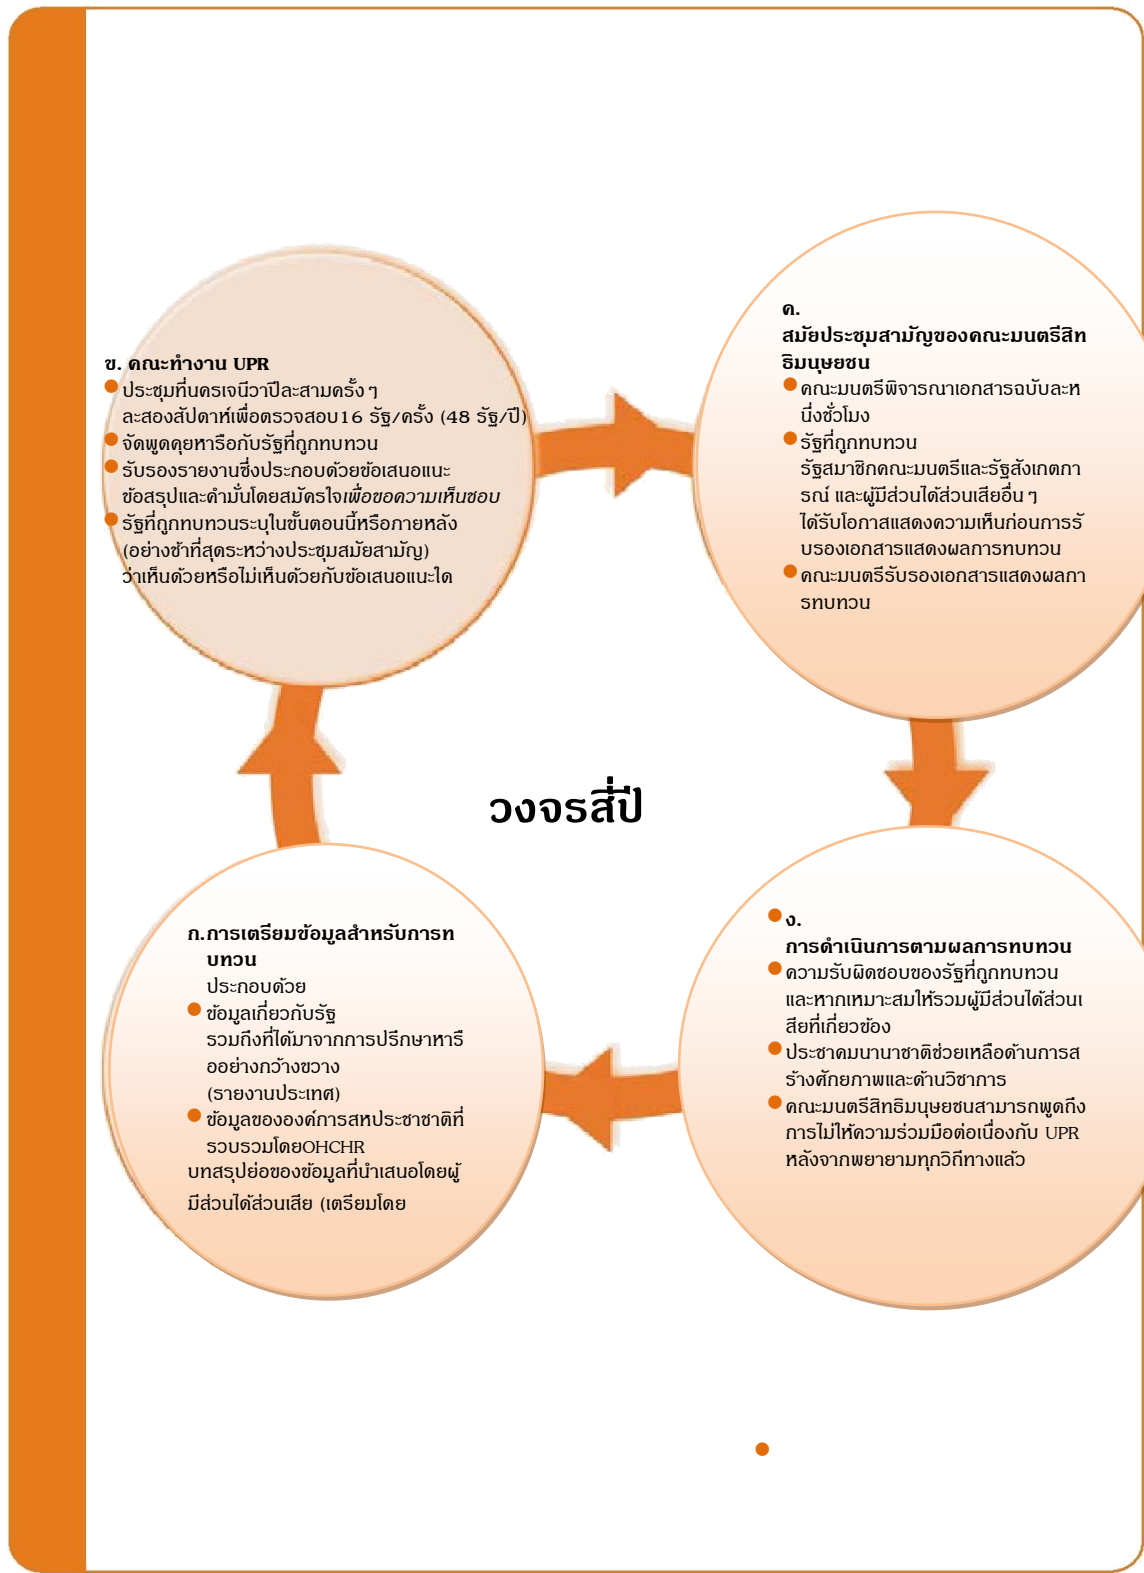 ข. คณะทำงาน UPR
● ประชุมที่นครเจนีวาปีละสามครั้ง ๆ
ละสองสัปดาห์เพื่อตรวจสอบ16 รัฐ/ครั้ง (48 รัฐ/ปี)
● จัดพูดคุยหารือกับรัฐที่ถูกทบทวน
● รับรองรายงานซึ่งประกอบด้วยข้อเสนอแนะ
ข้อสรุปและคำมั่นโดยสมัครใจเพื่อขอความเห็นชอบ
● รัฐที่ถูกทบทวนระบุในขั้นตอนนี้หรือภายหลัง
(อย่างช้าที่สุดระหว่างประชุมสมัยสามัญ)
ว่าเห็นด้วยหรือไม่เห็นด้วยกับข้อเสนอแนะใด
ค.
สมัยประชุมสามัญของคณะมนตรีสิท
ธิมนุษยชน
● คณะมนตรีพิจารณาเอกสารฉบับละห
นึ่งชั่วโมง
● รัฐที่ถูกทบทวน
รัฐสมาชิกคณะมนตรีและรัฐสังเกตกา
รณ์ และผู้มีส่วนได้ส่วนเสียอื่น ๆ
ได้รับโอกาสแสดงความเห็นก่อนการรั
บรองเอกสารแสดงผลการทบทวน
● คณะมนตรีรับรองเอกสารแสดงผลกา
รทบทวน
วงจรสี่ปี
ก.การเตรียมข้อมูลสำหรับการท
บทวน
ประกอบด้วย
● ข้อมูลเกี่ยวกับรัฐ
รวมถึงที่ได้มาจากการปรึกษาหารื
ออย่างกว้างขวาง
(รายงานประเทศ)
● ข้อมูลขององค์การสหประชาชาติที่
รวบรวมโดยOHCHR
บทสรุปย่อของข้อมูลที่นำเสนอโดยผู้
มีส่วนได้ส่วนเสีย (เตรียมโดย
● ง.
การดำเนินการตามผลการทบทวน
● ความรับผิดชอบของรัฐที่ถูกทบทวน
และหากเหมาะสมให้รวมผู้มีส่วนได้ส่วนเ
สียที่เกี่ยวข้อง
● ประชาคมนานาชาติช่วยเหลือด้านการส
ร้างศักยภาพและด้านวิชาการ
● คณะมนตรีสิทธิมนุษยชนสามารถพูดถึง
การไม่ให้ความร่วมมือต่อเนื่องกับ UPR
หลังจากพยายามทุกวิถีทางแล้ว